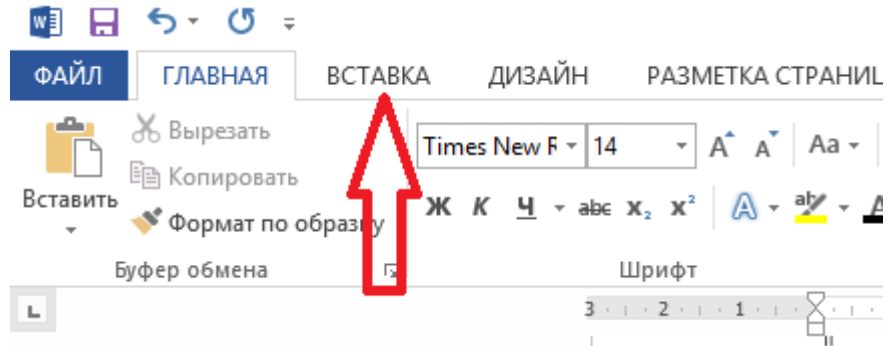 ФАЙЛ ГЛАВНАЯ ВСТАВКА ДИЗАЙН РАЗМЕТКА СТРАНИЦ
Вставить
Вырезать
Копировать
Формат по образцу
Буфер обмена
Times New R 14 A A Aa
Ж К Ч abc x₂ x² A ab A
Шрифт
L 3 2 1